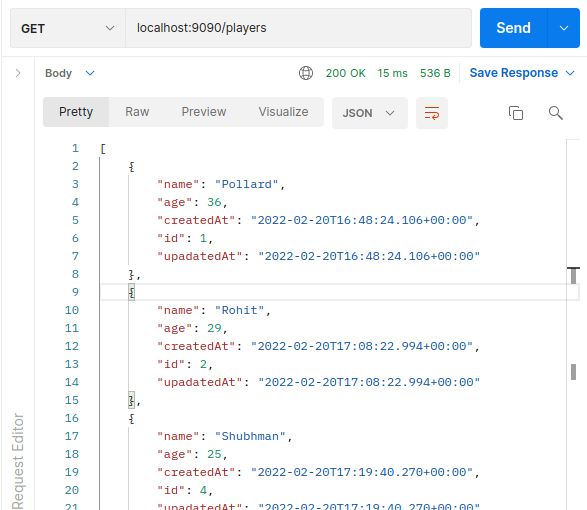 GET localhost:9090/players Send
Body 200 OK 15 ms 536 B Save Response
Pretty Raw Preview Visualize JSON
1 [
2 {
3 "name": "Pollard",
4 "age": 36,
5 "createdAt": "2022-02-20T16:48:24.106+00:00",
6 "id": 1,
7 "upadatedAt": "2022-02-20T16:48:24.106+00:00"
8 },
9 {
10 "name": "Rohit",
11 "age": 29,
12 "createdAt": "2022-02-20T17:08:22.994+00:00",
13 "id": 2,
14 "upadatedAt": "2022-02-20T17:08:22.994+00:00"
15 },
16 {
17 "name": "Shubhman",
18 "age": 25,
19 "createdAt": "2022-02-20T17:19:40.270+00:00",
20 "id": 4,
21 "upadatedAt": "2022-02-20T17:19:40.270+00:00"
Request Editor